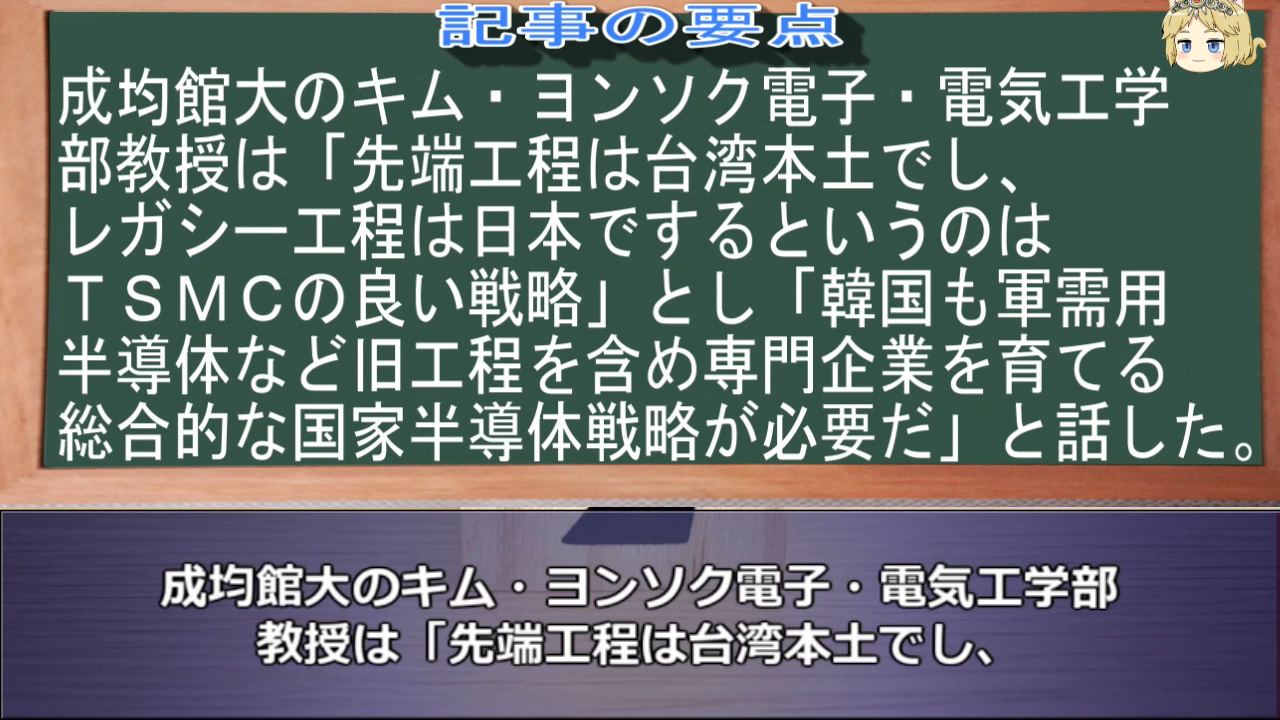 記事の要点
成均館大のキム・ヨンソク電子・電気工学
部教授は「先端工程は台湾本土でし、
レガシー工程は日本でするというのは
ＴＳＭＣの良い戦略」とし「韓国も軍需用
半導体など旧工程を含め専門企業を育てる
総合的な国家半導体戦略が必要だ」と話した。
成均館大のキム・ヨンソク電子・電気工学部
教授は「先端工程は台湾本土でし、